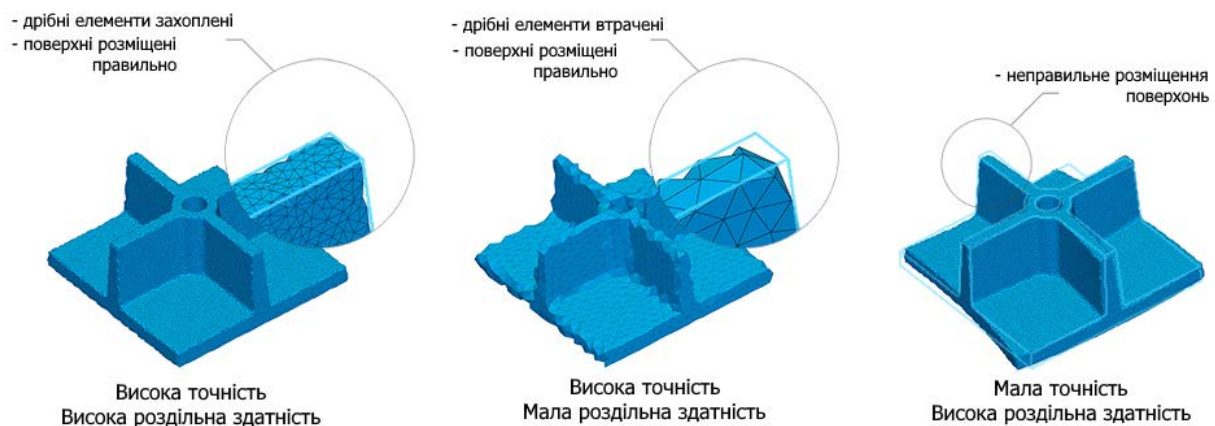 - дрібні елементи захоплені
- поверхні розміщені
правильно
Висока точність
Висока роздільна здатність
- дрібні елементи втрачені
- поверхні розміщені
правильно
Висока точність
Мала роздільна здатність
- неправильне розміщення
поверхонь
Мала точність
Висока роздільна здатність